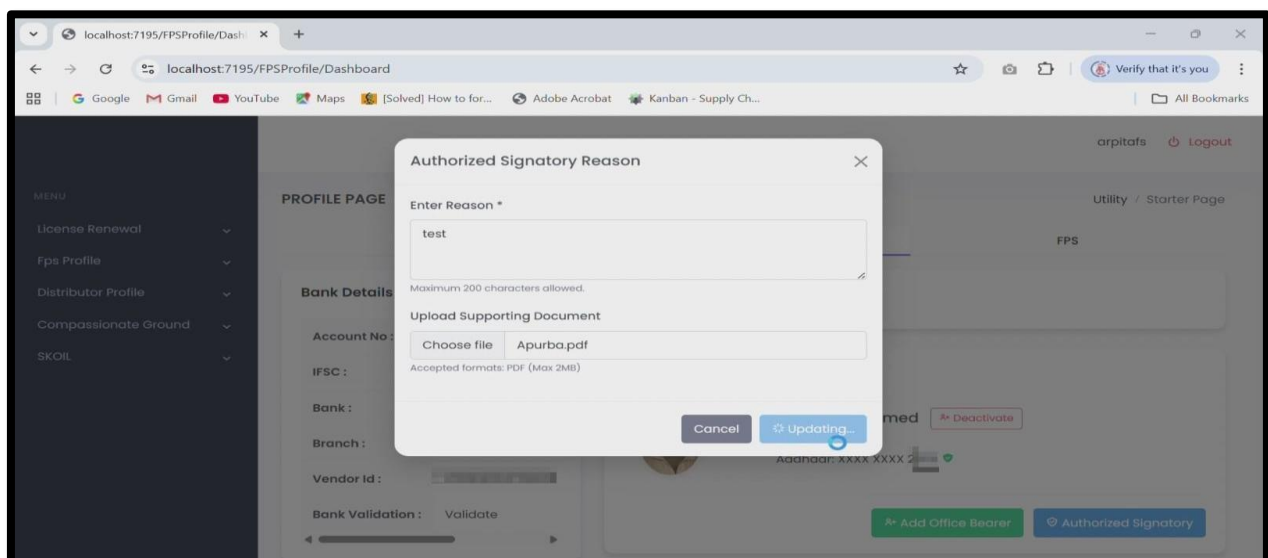 localhost:7195/FPSProfile/Dash
localhost:7195/FPSProfile/Dashboard
Verify that it's you
Google Gmail YouTube Maps [Solved] How to for... Adobe Acrobat Kanban - Supply Ch...
All Bookmarks
arpitafs Logout
MENU
License Renewal
Fps Profile
Distributor Profile
Compassionate Ground
SKOIL
PROFILE PAGE
Utility / Starter Page
FPS
Authorized Signatory Reason
Enter Reason *
test
Maximum 200 characters allowed.
Upload Supporting Document
Choose file Apurba.pdf
Accepted formats: PDF (Max 2MB)
Cancel Updating...
Bank Details
Account No :
IFSC :
Bank :
Branch :
Vendor Id :
Bank Validation : Validate
med Deactivate
Aadhaar: XXXX XXXX 2
Add Office Bearer Authorized Signatory